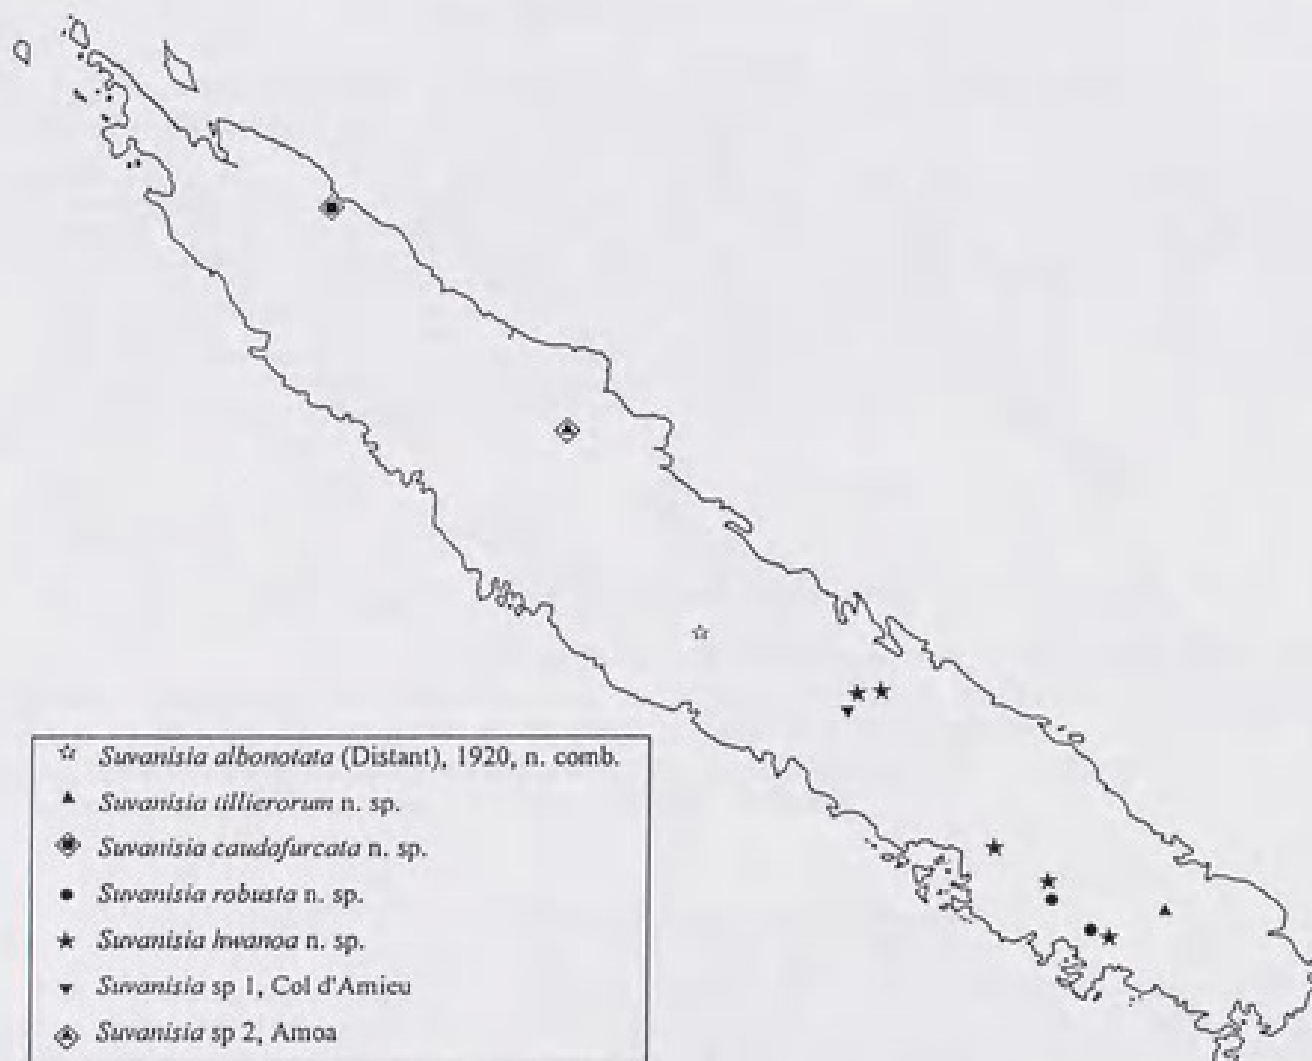 Suvanisia albonotata (Distant), 1920, n. comb.
Suvanisia tillierorum n. sp.
Suvanisia caudofurcata n. sp.
Suvanisia robusta n. sp.
Suvanisia hwanoa n. sp.
Suvanisia sp 1, Col d'Amieu
Suvanisia sp 2, Amoa